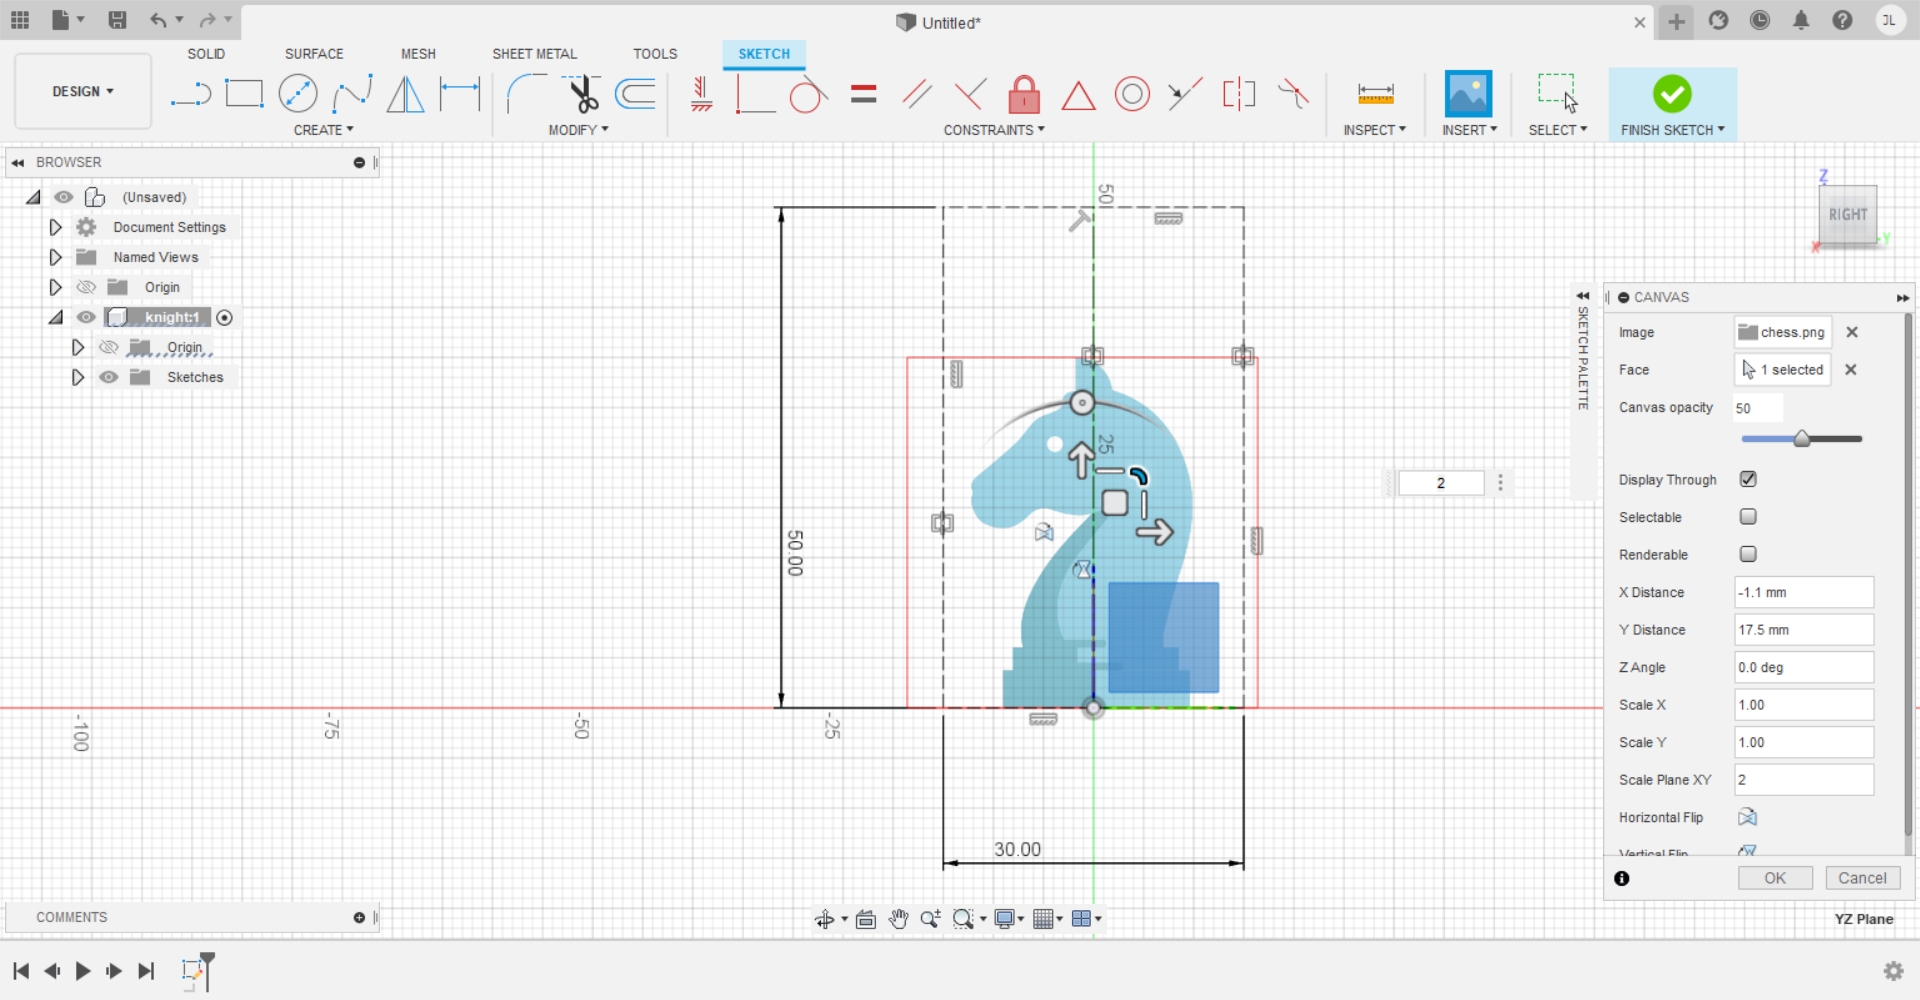 Untitled*
JL
SOLID
SURFACE
MESH
SHEET METAL
TOOLS
SKETCH
DESIGN
CREATE
MODIFY
CONSTRAINTS
INSPECT
INSERT
SELECT
FINISH SKETCH
BROWSER
(Unsaved)
Document Settings
Named Views
Origin
knight:1
Origin
Sketches
50
25
50.00
30.00
-100
-75
-50
-25
2
Z
RIGHT
X
Y
SKETCH PALETTE
CANVAS
Image
chess.png
Face
1 selected
Canvas opacity
50
Display Through
Selectable
Renderable
X Distance
-1.1 mm
Y Distance
17.5 mm
Z Angle
0.0 deg
Scale X
1.00
Scale Y
1.00
Scale Plane XY
2
Horizontal Flip
Vertical Flip
OK
Cancel
COMMENTS
YZ Plane